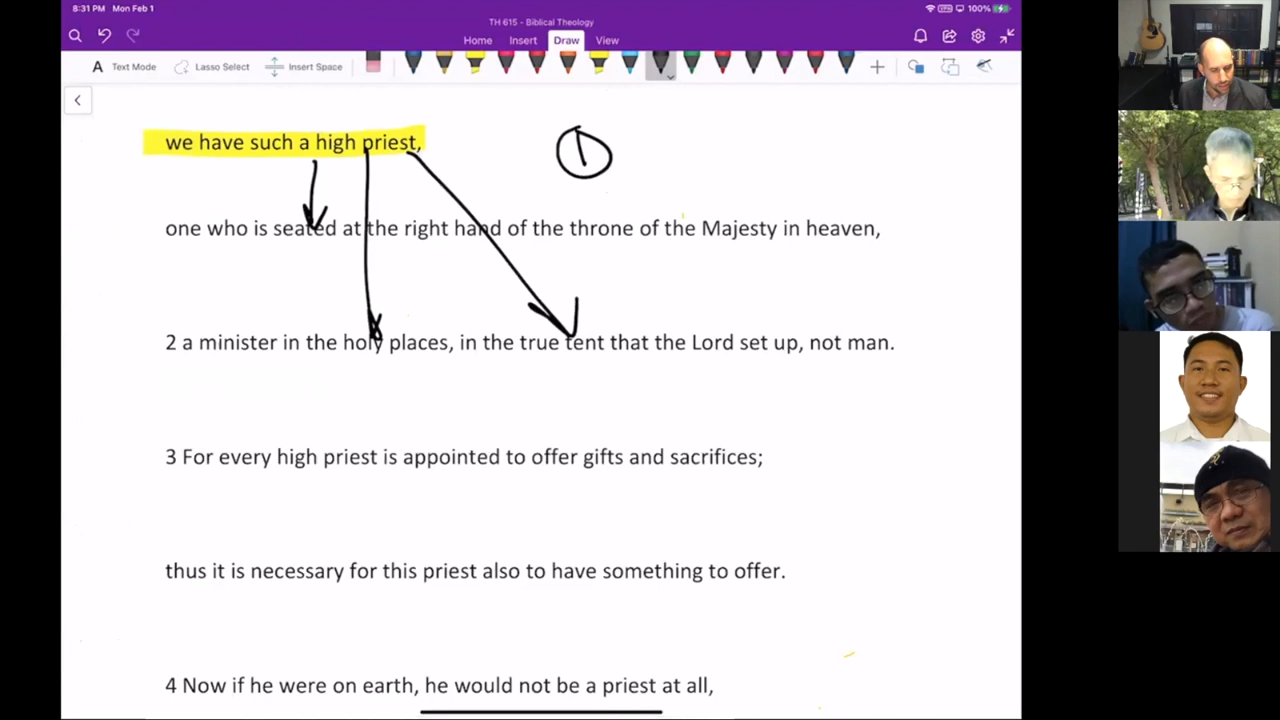 8:31 PM Mon Feb 1
100%
TH 615 - Biblical Theology
Home Insert Draw View
A Text Mode Lasso Select Insert Space
we have such a high priest,
1
one who is seated at the right hand of the throne of the Majesty in heaven,
2 a minister in the holy places, in the true tent that the Lord set up, not man.
3 For every high priest is appointed to offer gifts and sacrifices;
thus it is necessary for this priest also to have something to offer.
4 Now if he were on earth, he would not be a priest at all,